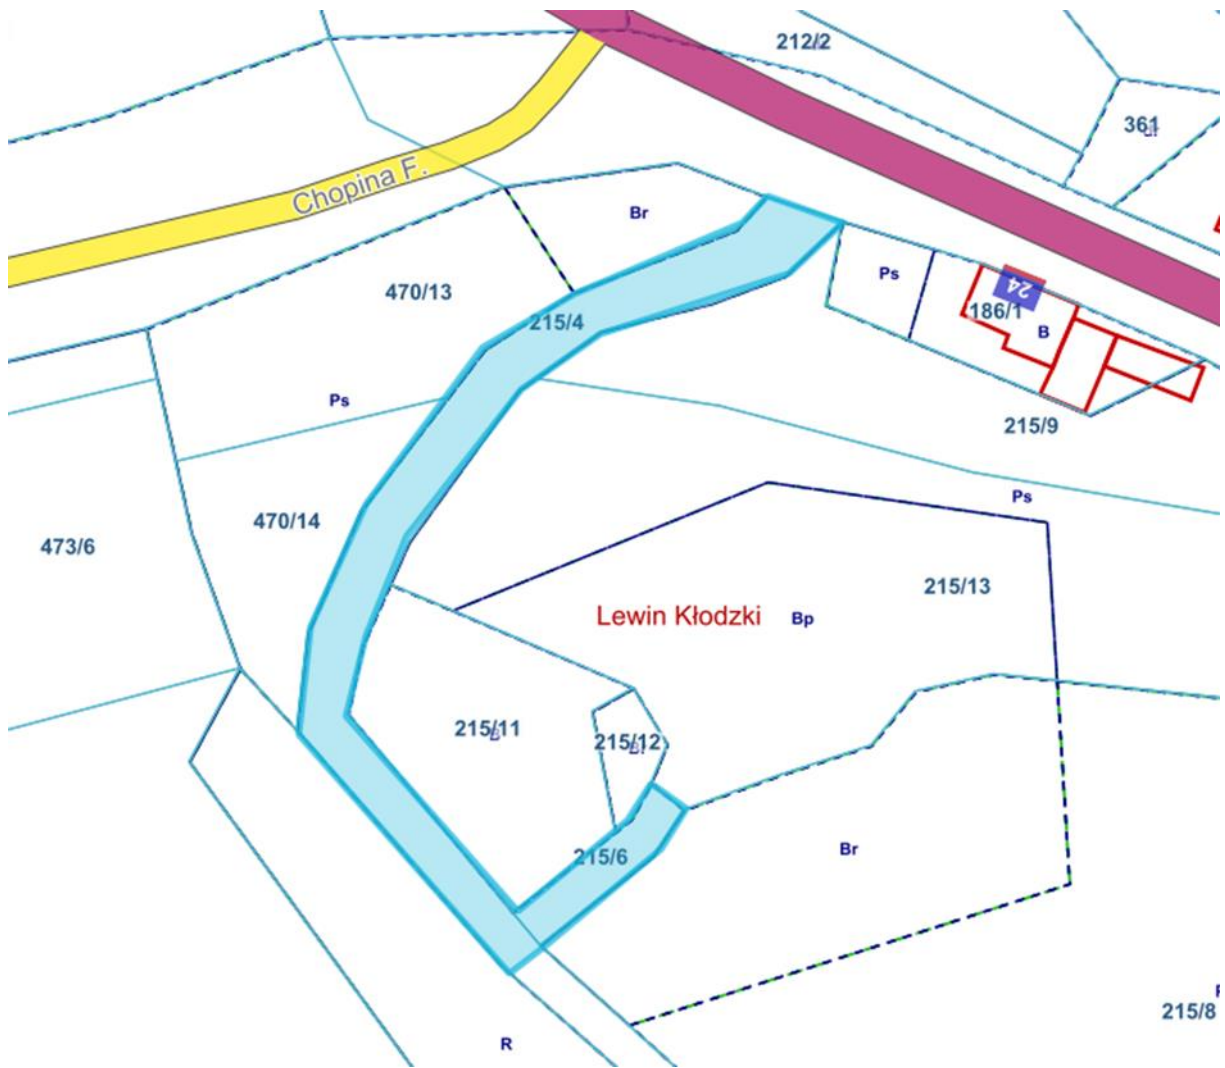 212/2
361
Chopina F.
Br
Ps
470/13
24
186/1
B
215/4
Ps
215/9
Ps
470/14
473/6
215/13
Lewin Kłodzki
Bp
215/11
215/12
215/6
Br
215/8
R